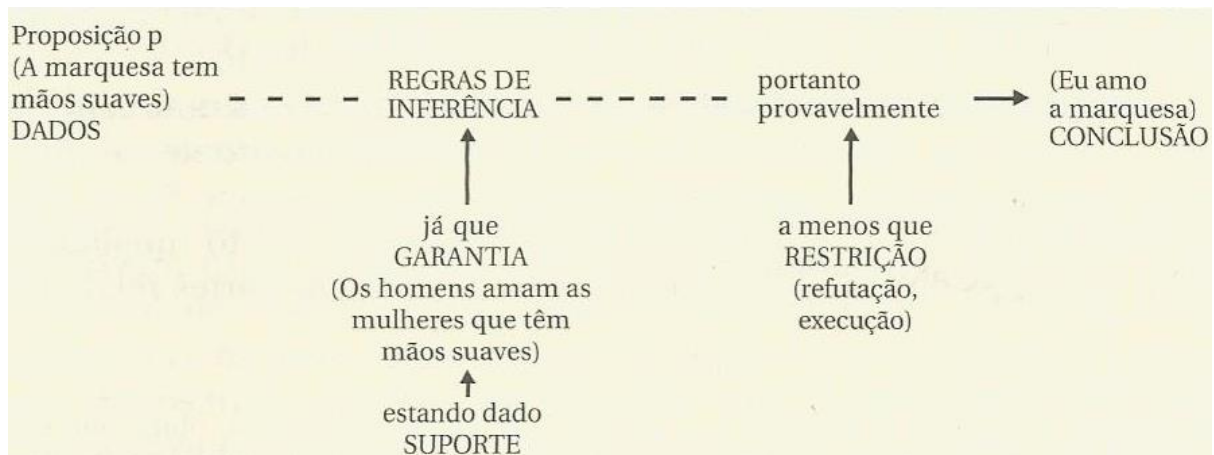 Proposição p
(A marquesa tem
mãos suaves)
DADOS
REGRAS DE
INFERÊNCIA
portanto
provavelmente
(Eu amo
a marquesa)
CONCLUSÃO
já que
GARANTIA
(Os homens amam as
mulheres que têm
mãos suaves)
a menos que
RESTRIÇÃO
(refutação,
execução)
estando dado
SUPORTE